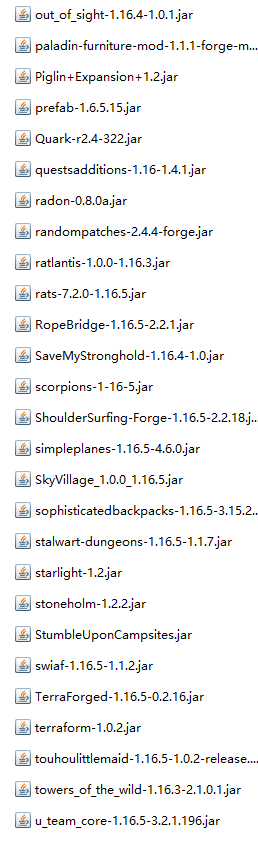 out_of_sight-1.16.4-1.0.1.jar
paladin-furniture-mod-1.1.1-forge-m...
Piglin+Expansion+1.2.jar
prefab-1.6.5.15.jar
Quark-r2.4-322.jar
questsadditions-1.16-1.4.1.jar
radon-0.8.0a.jar
randompatches-2.4.4-forge.jar
ratlantis-1.0.0-1.16.3.jar
rats-7.2.0-1.16.5.jar
RopeBridge-1.16.5-2.2.1.jar
SaveMyStronghold-1.16.4-1.0.jar
scorpions-1-16-5.jar
ShoulderSurfing-Forge-1.16.5-2.2.18.j...
simpleplanes-1.16.5-4.6.0.jar
SkyVillage_1.0.0_1.16.5.jar
sophisticatedbackpacks-1.16.5-3.15.2...
stalwart-dungeons-1.16.5-1.1.7.jar
starlight-1.2.jar
stoneholm-1.2.2.jar
StumbleUponCampsites.jar
swiaf-1.16.5-1.1.2.jar
TerraForged-1.16.5-0.2.16.jar
terraform-1.0.2.jar
touhoulittlemaid-1.16.5-1.0.2-release....
towers_of_the_wild-1.16.3-2.1.0.1.jar
u_team_core-1.16.5-3.2.1.196.jar